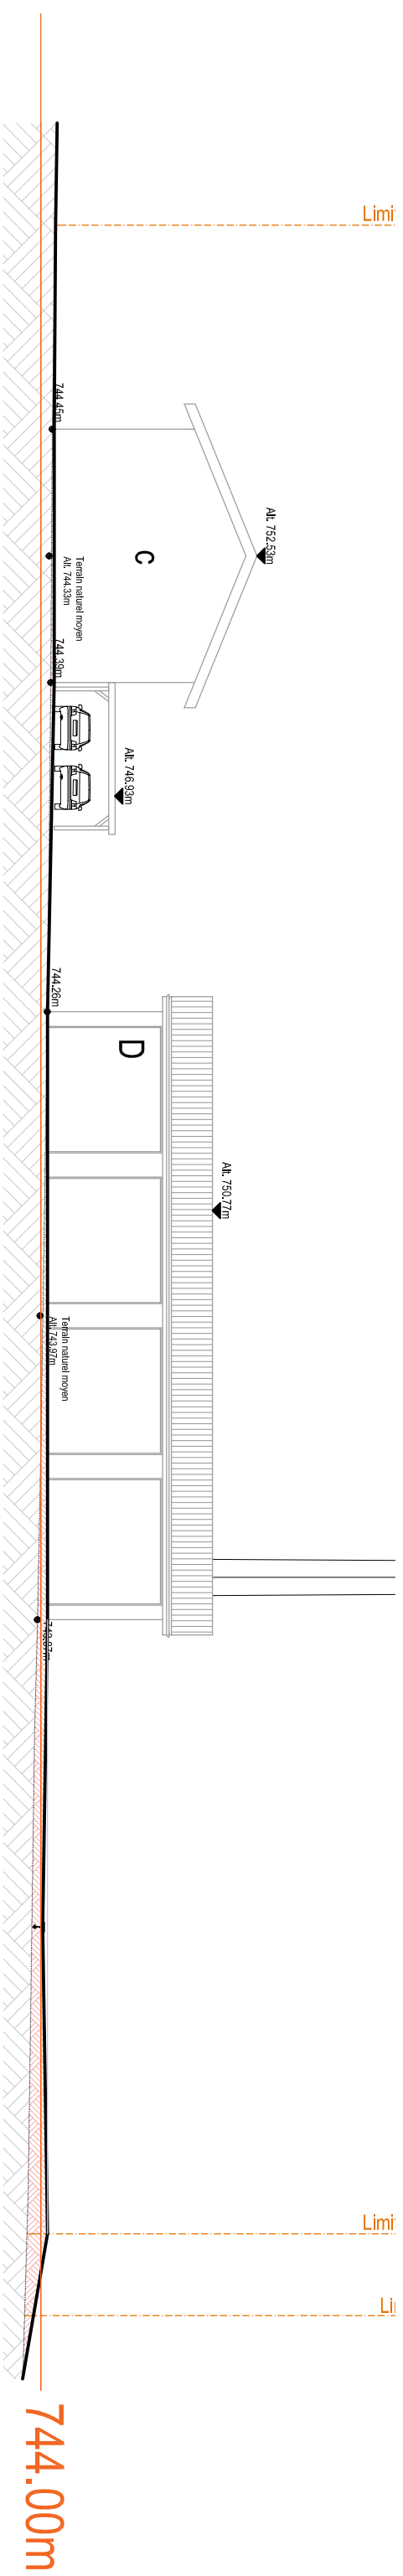 Limi
744.45m
Alt. 752.53m
C
Terrain naturel moyen
Alt. 744.33m
744.39m
Alt. 746.93m
744.26m
D
Alt. 750.77m
Terrain naturel moyen
Alt. 743.97m
Limi
Li
744.00m